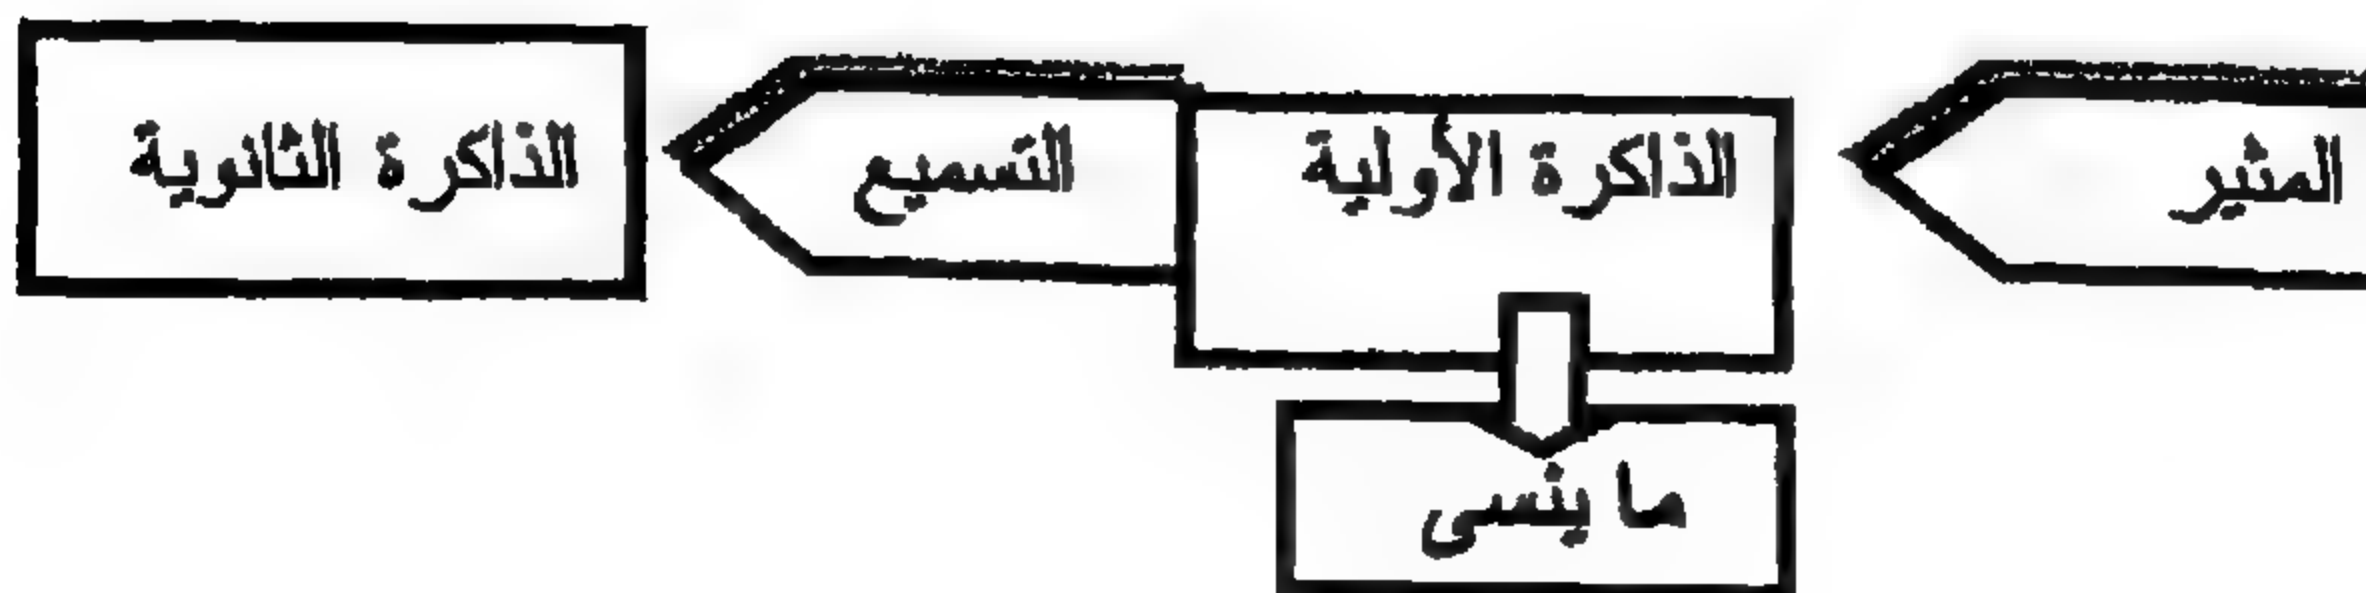 المثير
الذاكرة الأولية
التسميع
الذاكرة الثانوية
ما ينسى